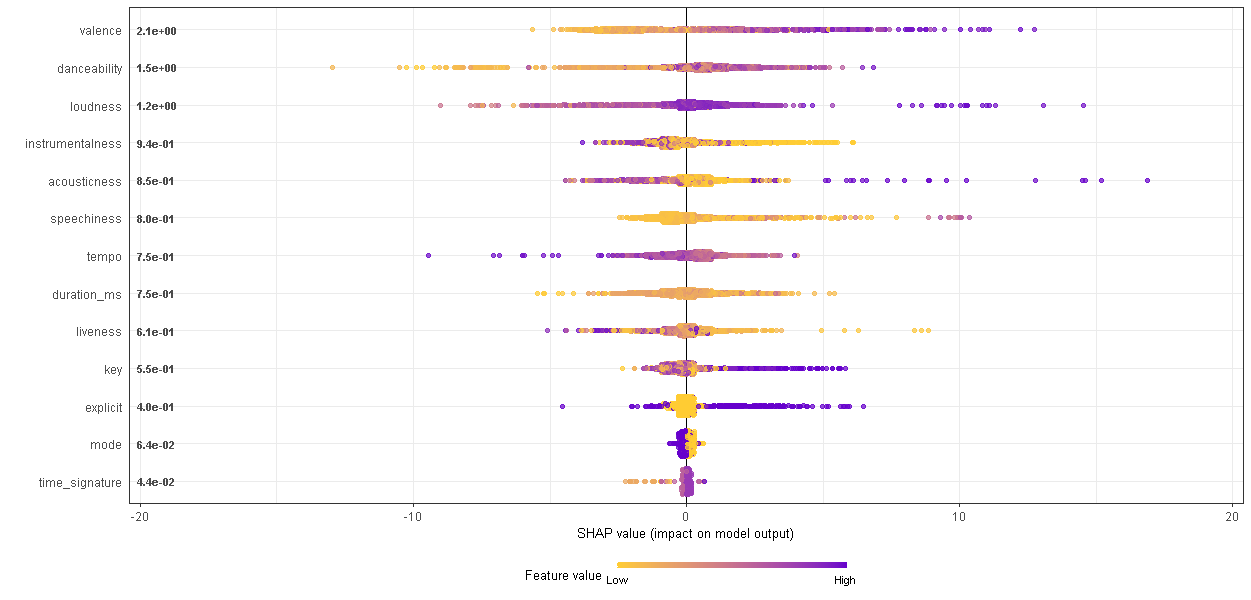 valence 2.1e+00
danceability 1.5e+00
loudness 1.2e+00
instrumentalness 9.4e-01
acousticness 8.5e-01
speechiness 8.0e-01
tempo 7.5e-01
duration_ms 7.5e-01
liveness 6.1e-01
key 5.5e-01
explicit 4.0e-01
mode 6.4e-02
time_signature 4.4e-02
-20 -10 0 10 20
SHAP value (impact on model output)
Feature value Low High